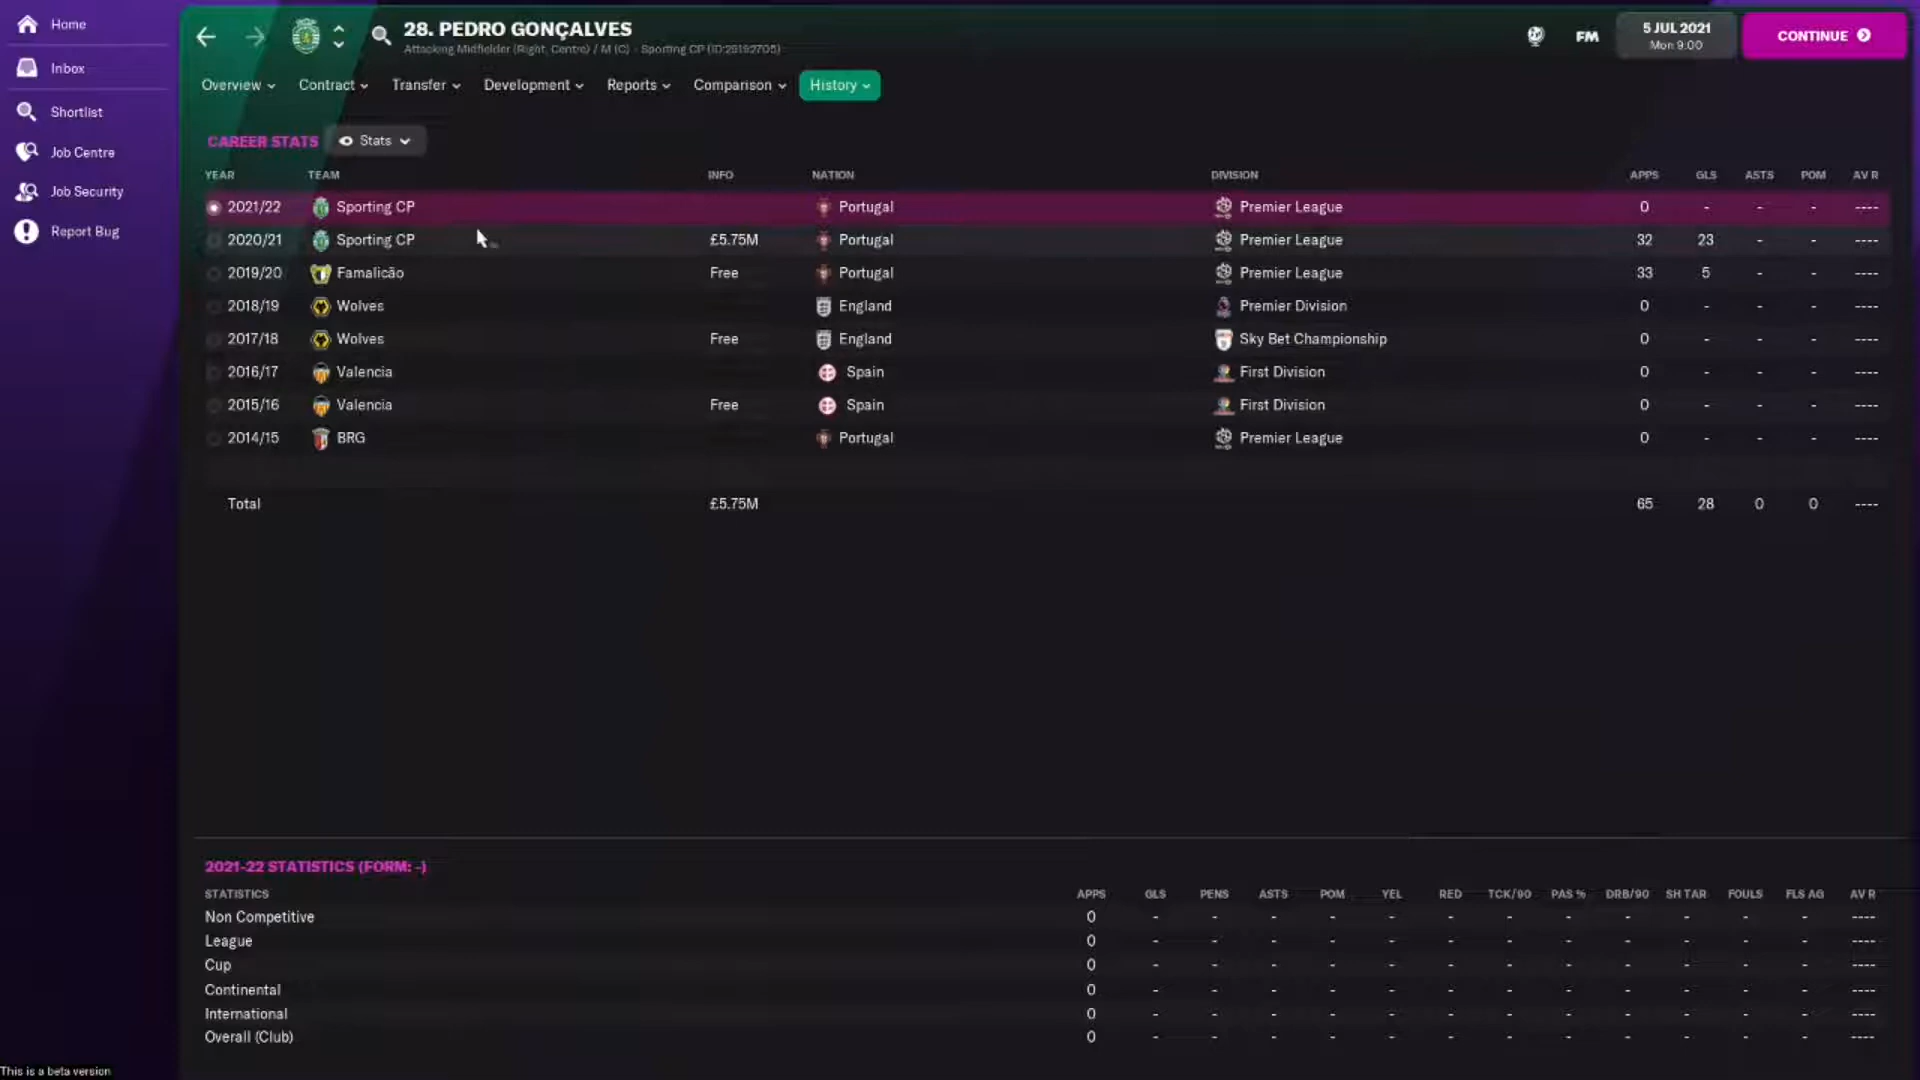 Home
Inbox
Shortlist
Job Centre
Job Security
Report Bug
28. PEDRO GONÇALVES
Attacking Midfielder (Right, Centre) / M (C) - Sporting CP (ID:28192705)
FM
5 JUL 2021
Mon 9:00
CONTINUE
Overview Contract Transfer Development Reports Comparison History
CAREER STATS Stats
YEAR TEAM INFO NATION DIVISION APPS GLS ASTS POM AV R
2021/22 Sporting CP Portugal Premier League 0 - - - ----
2020/21 Sporting CP £5.75M Portugal Premier League 32 23 - - ----
2019/20 Famalicão Free Portugal Premier League 33 5 - - ----
2018/19 Wolves England Premier Division 0 - - - ----
2017/18 Wolves Free England Sky Bet Championship 0 - - - ----
2016/17 Valencia Spain First Division 0 - - - ----
2015/16 Valencia Free Spain First Division 0 - - - ----
2014/15 BRG Portugal Premier League 0 - - - ----
Total £5.75M 65 28 0 0 ----
2021-22 STATISTICS (FORM: -)
STATISTICS APPS GLS PENS ASTS POM YEL RED TCK/90 PAS % DRB/90 SH TAR FOULS FLS AG AV R
Non Competitive 0 - - - - - - - - - - - - ----
League 0 - - - - - - - - - - - - ----
Cup 0 - - - - - - - - - - - - ----
Continental 0 - - - - - - - - - - - - ----
International 0 - - - - - - - - - - - - ----
Overall (Club) 0 - - - - - - - - - - - - ----
This is a beta version